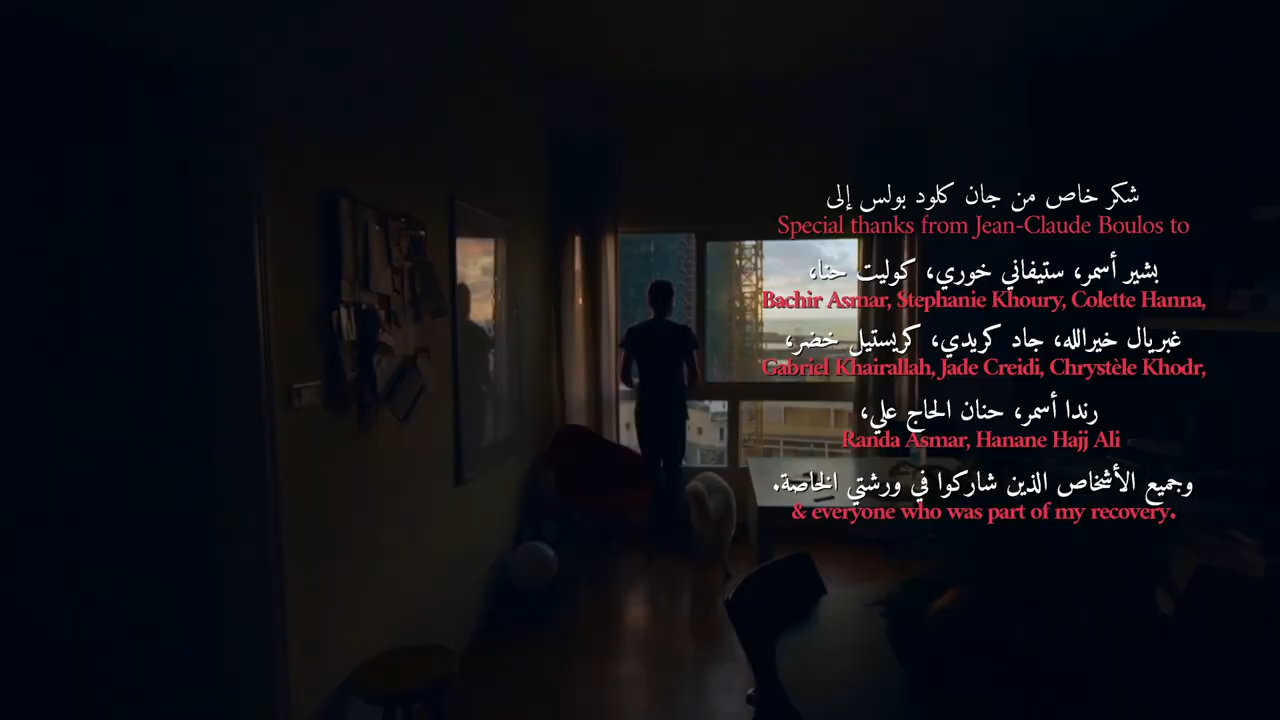 شكر خاص من جان كلود بولس إلى
Special thanks from Jean-Claude Boulos to
بشير أسمر، ستيفاني خوري، كوليت حنا،
Bachir Asmar, Stephanie Khoury, Colette Hanna,
غبريال خيرالله، جاد كريدي، كريستيل خضر،
Gabriel Khairallah, Jade Creidi, Chrystèle Khodr,
رندا أسمر، حنان الحاج علي،
Randa Asmar, Hanane Hajj Ali
وجميع الأشخاص الذين شاركوا في ورشتي الخاصة.
& everyone who was part of my recovery.